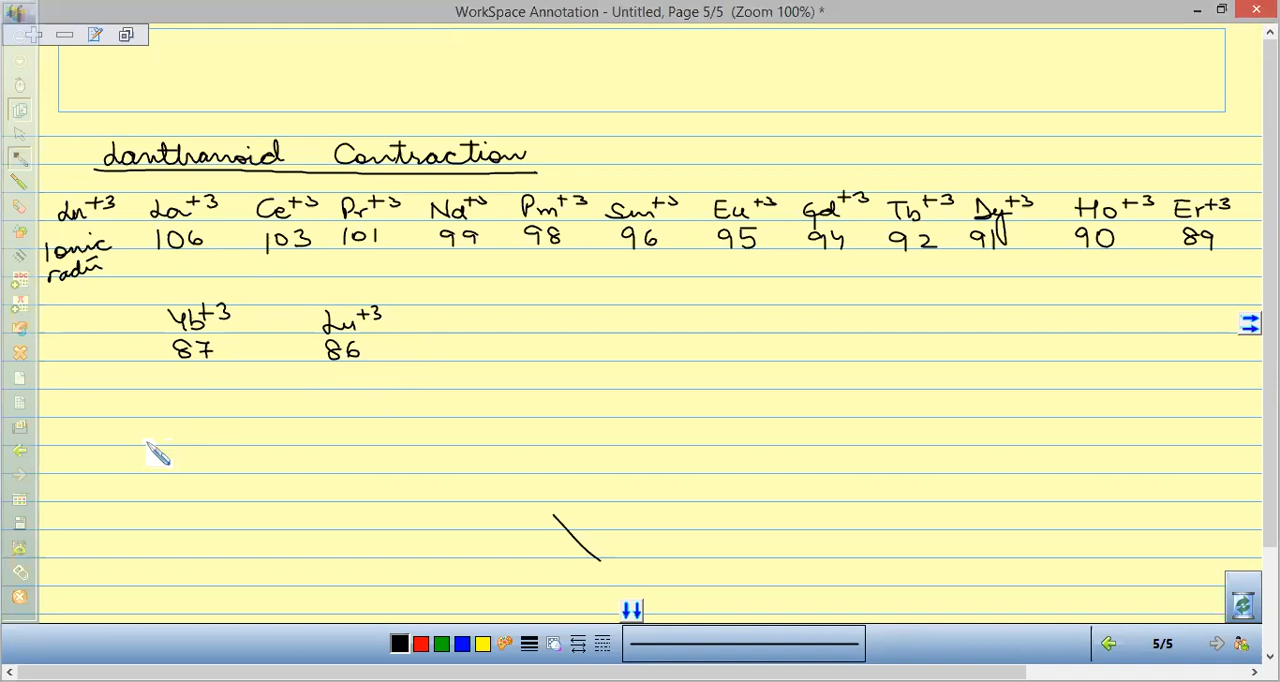 WorkSpace Annotation - Untitled, Page 5/5 (Zoom 100%) *
Lanthanoid Contraction
Ln+3 La+3 Ce+3 Pr+3 Nd+3 Pm+3 Sm+3 Eu+3 Gd+3 Tb+3 Dy+3 Ho+3 Er+3
Ionic radii 106 103 101 99 98 96 95 94 92 91 90 89
Yb+3 Lu+3
87 86
5/5